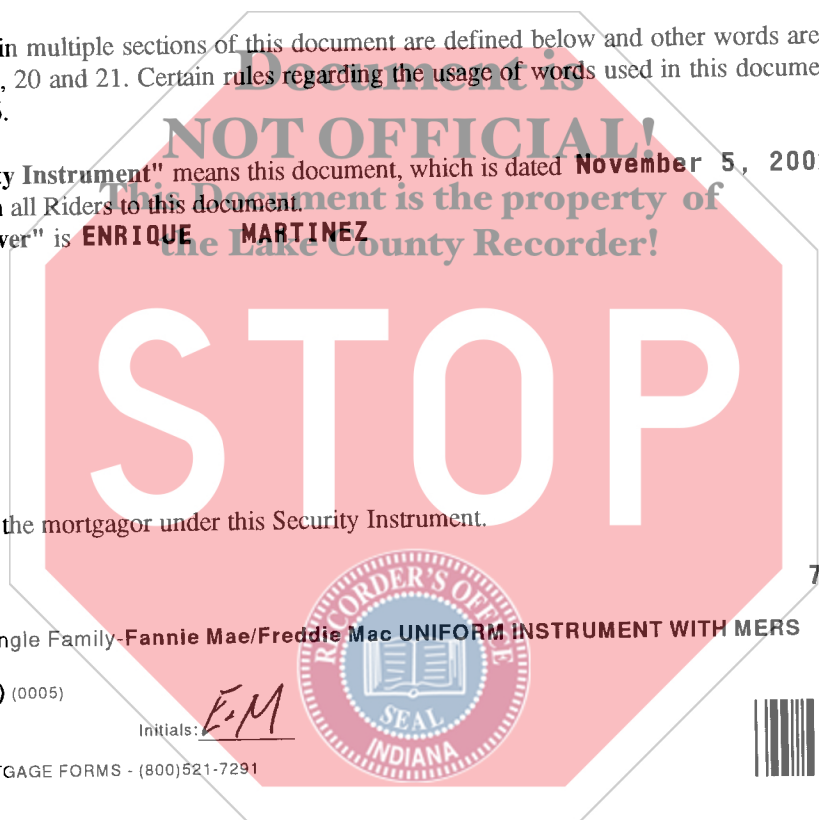 in multiple sections of this document are defined below and other words are
, 20 and 21. Certain rules regarding the usage of words used in this docume
Document is
NOT OFFICIAL!
y Instrument" means this document, which is dated November 5, 200
all Riders to this document.
This Document is the property of
ver" is ENRIQUE MARTINEZ
the Lake County Recorder!
STOP
the mortgagor under this Security Instrument.
7
RECORDER'S OFFICE
ngle Family-Fannie Mae/Freddie Mac UNIFORM INSTRUMENT WITH MERS
) (0005)
Initials: E.M
SEAL
INDIANA
TGAGE FORMS - (800)521-7291